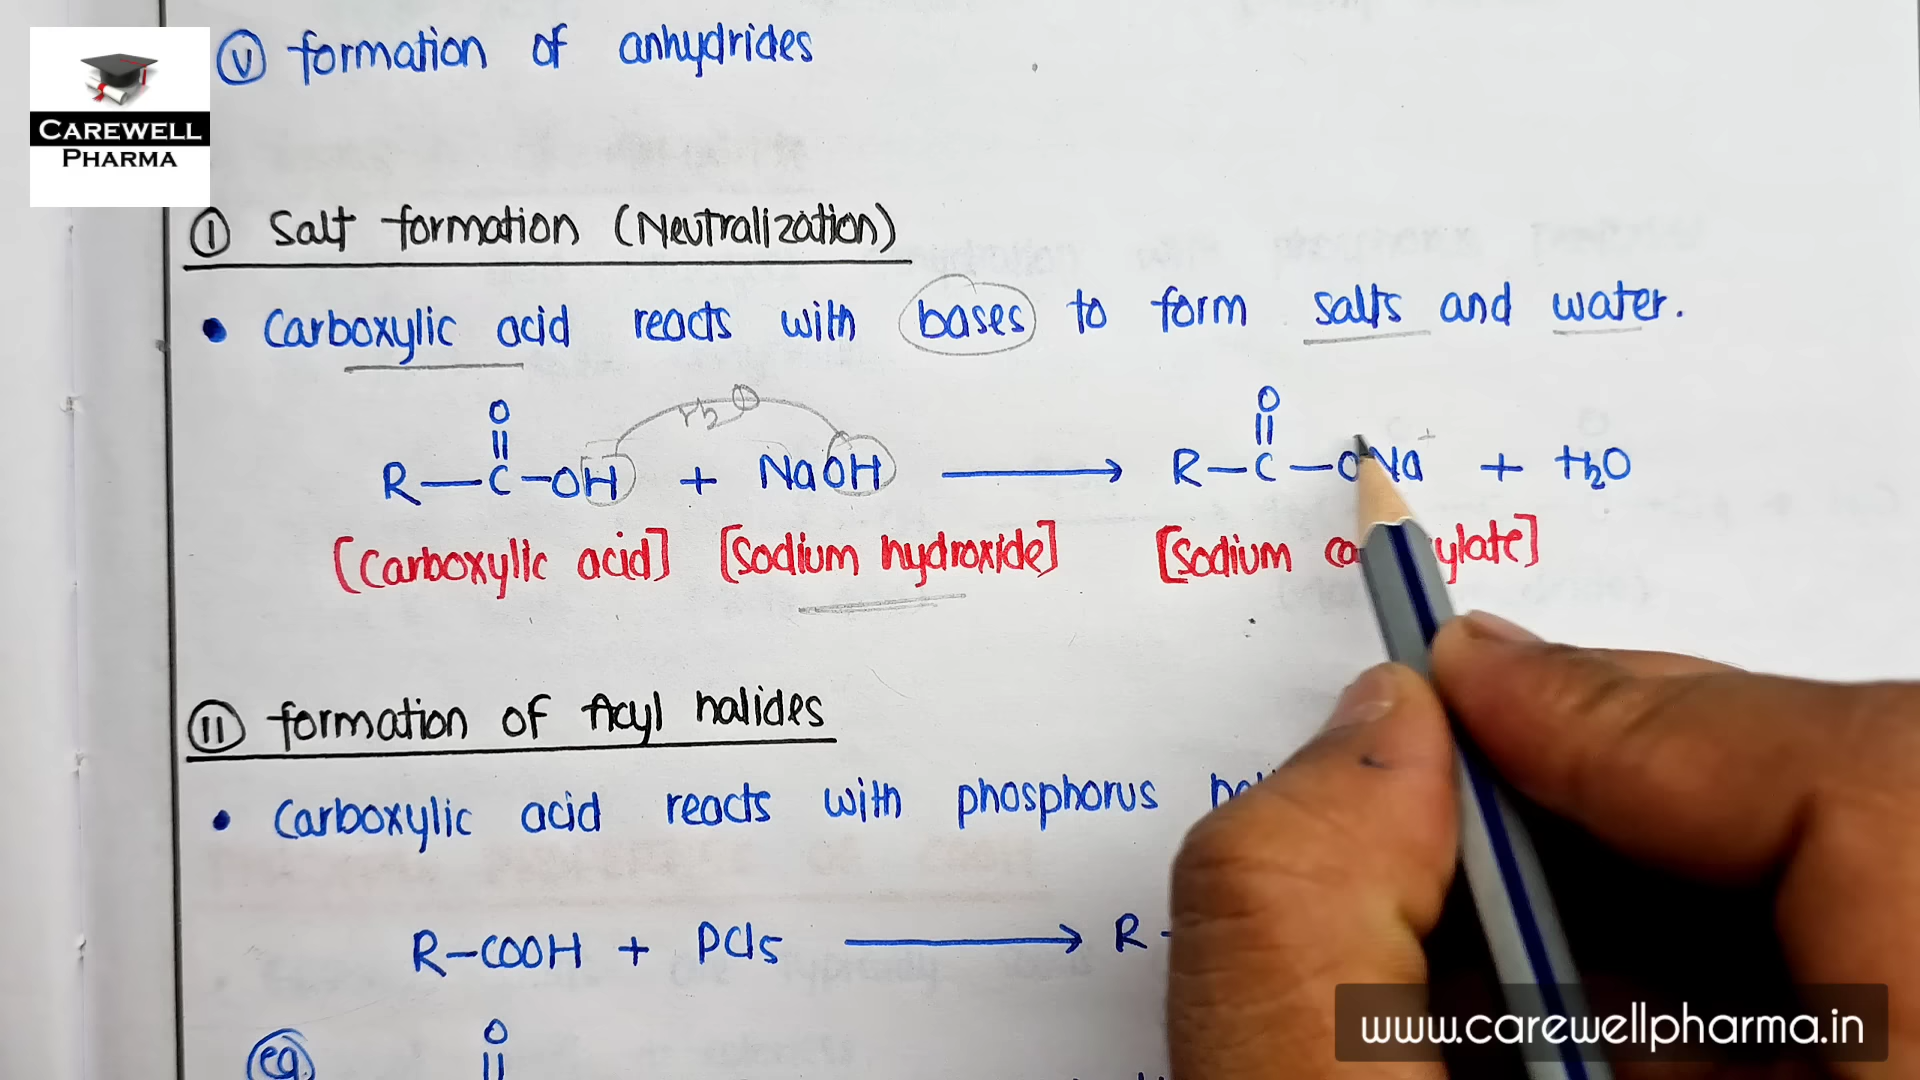 CAREWELL
PHARMA
V formation of anhydrides
I Salt formation (Neutralization)
• Carboxylic acid reacts with bases to form salts and water.
H2O
O O
|| || +
R—C-OH + NaOH → R—C—ONa + H2O
[Carboxylic acid] [Sodium hydroxide] [Sodium]
II formation of Acyl halides
• Carboxylic acid reacts with phosphorus
R-COOH + PCl5 → R-
O
eg ||
www.carewellpharma.in